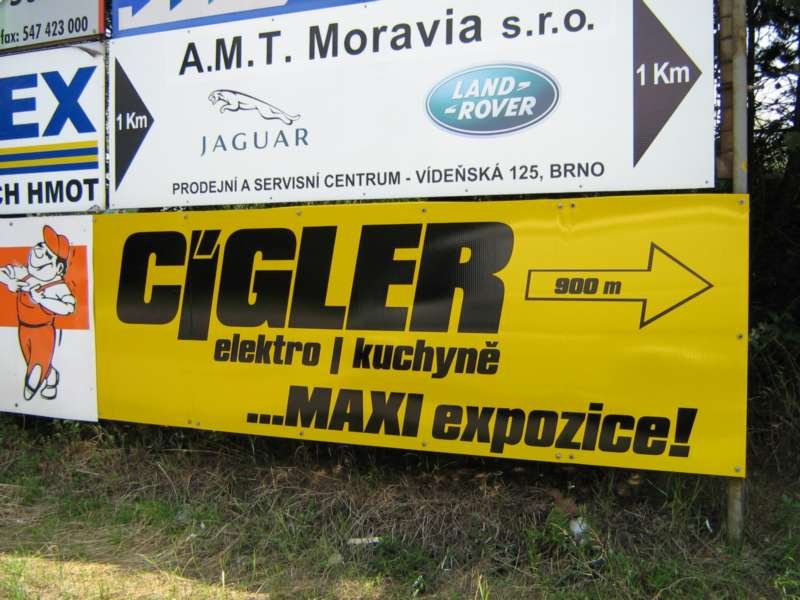 fax: 547 423 000
EX
CH HMOT
A.M.T. Moravia s.r.o.
1 Km
JAGUAR
LAND-
-ROVER
1 Km
PRODEJNÍ A SERVISNÍ CENTRUM - VÍDEŇSKÁ 125, BRNO
CÍGLER
900 m
elektro | kuchyně
...MAXI expozice!